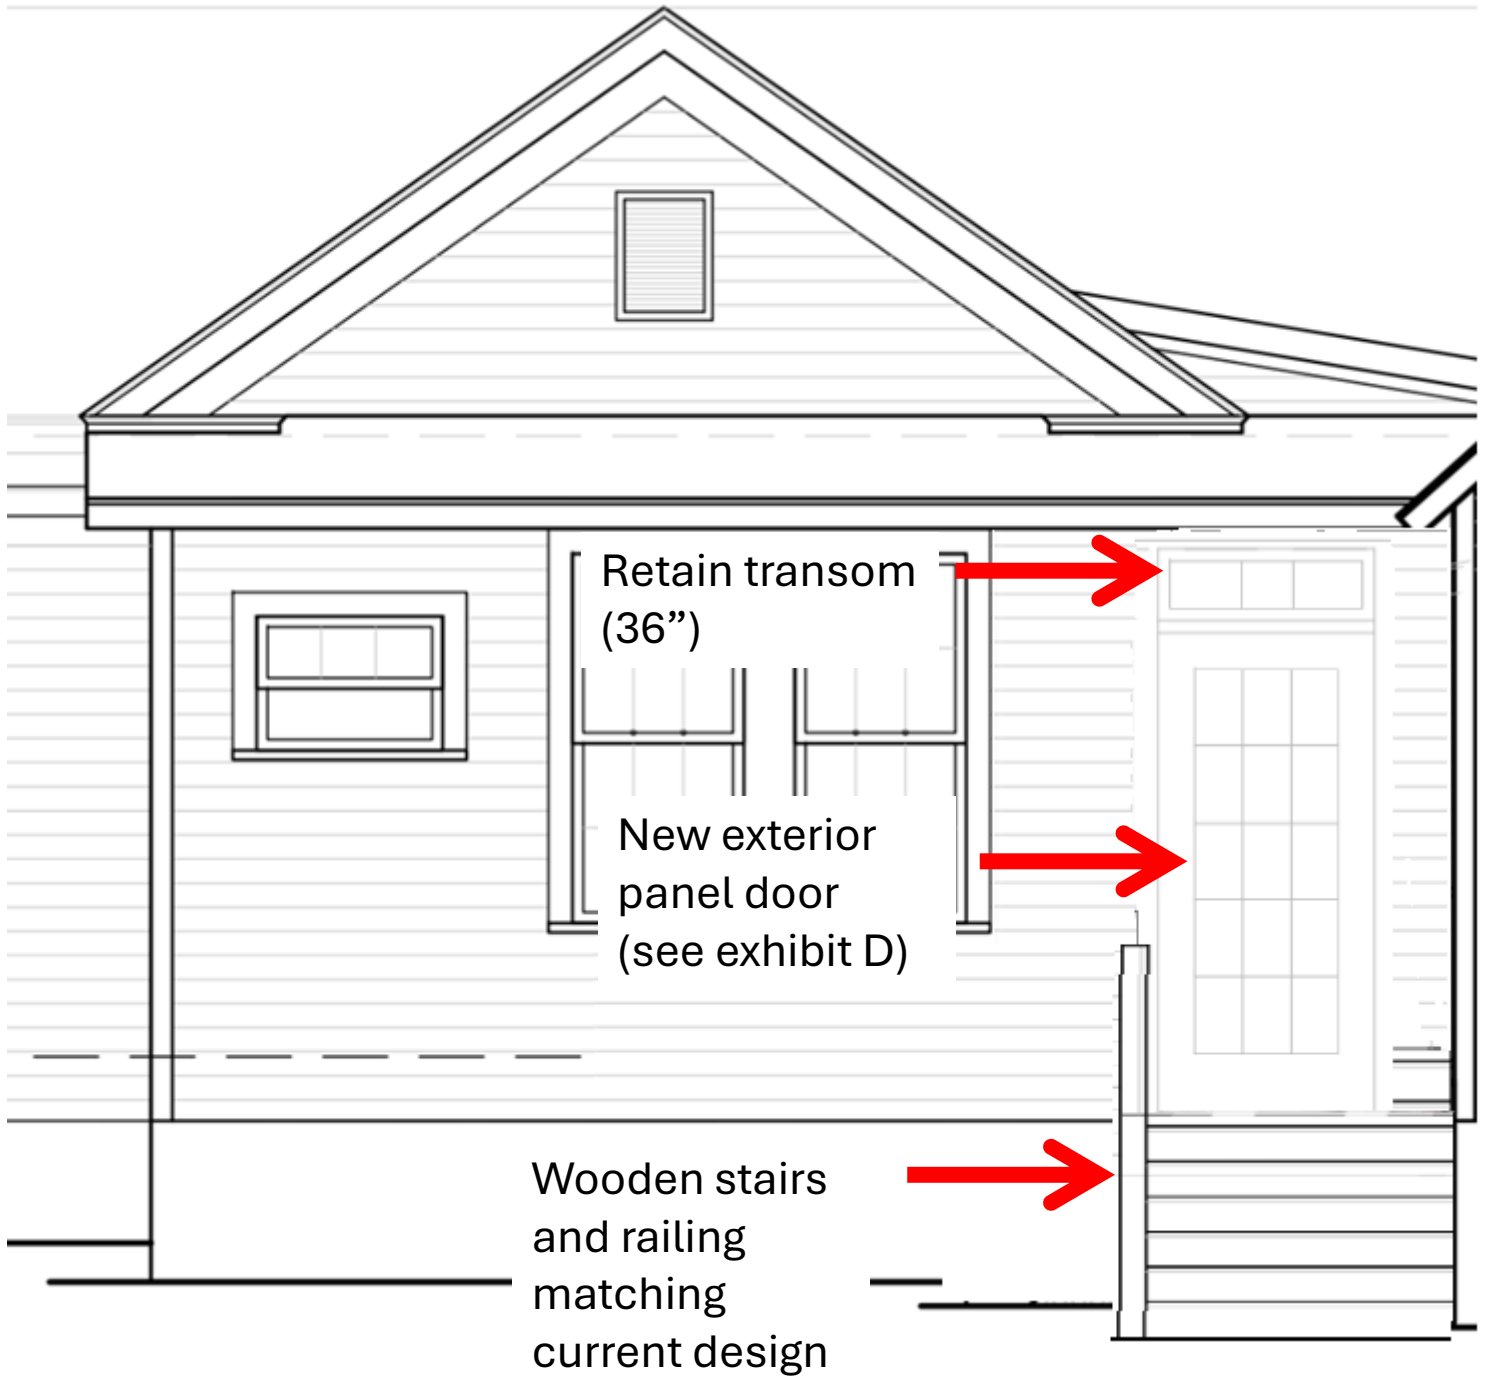 Retain transom
(36”)
New exterior
panel door
(see exhibit D)
Wooden stairs
and railing
matching
current design